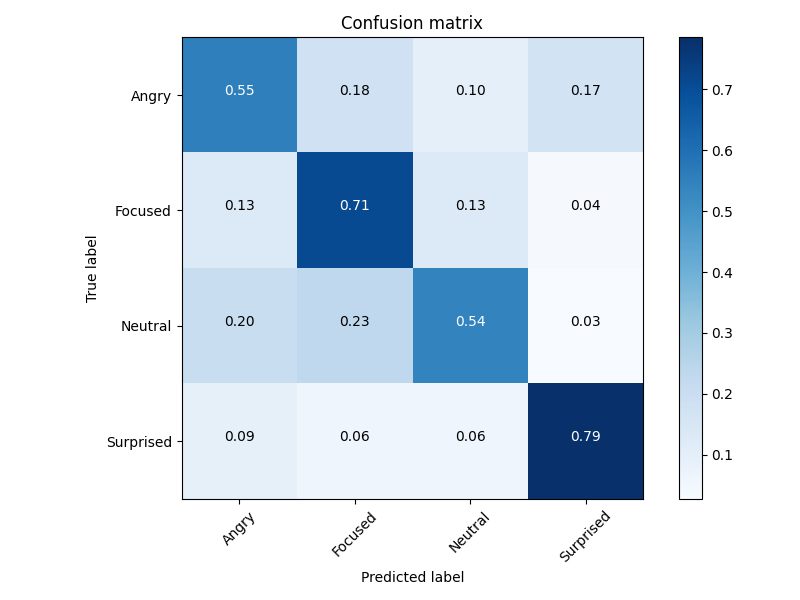 Confusion matrix
True label
Angry 0.55 0.18 0.10 0.17
Focused 0.13 0.71 0.13 0.04
Neutral 0.20 0.23 0.54 0.03
Surprised 0.09 0.06 0.06 0.79
Angry Focused Neutral Surprised
Predicted label
0.7
0.6
0.5
0.4
0.3
0.2
0.1